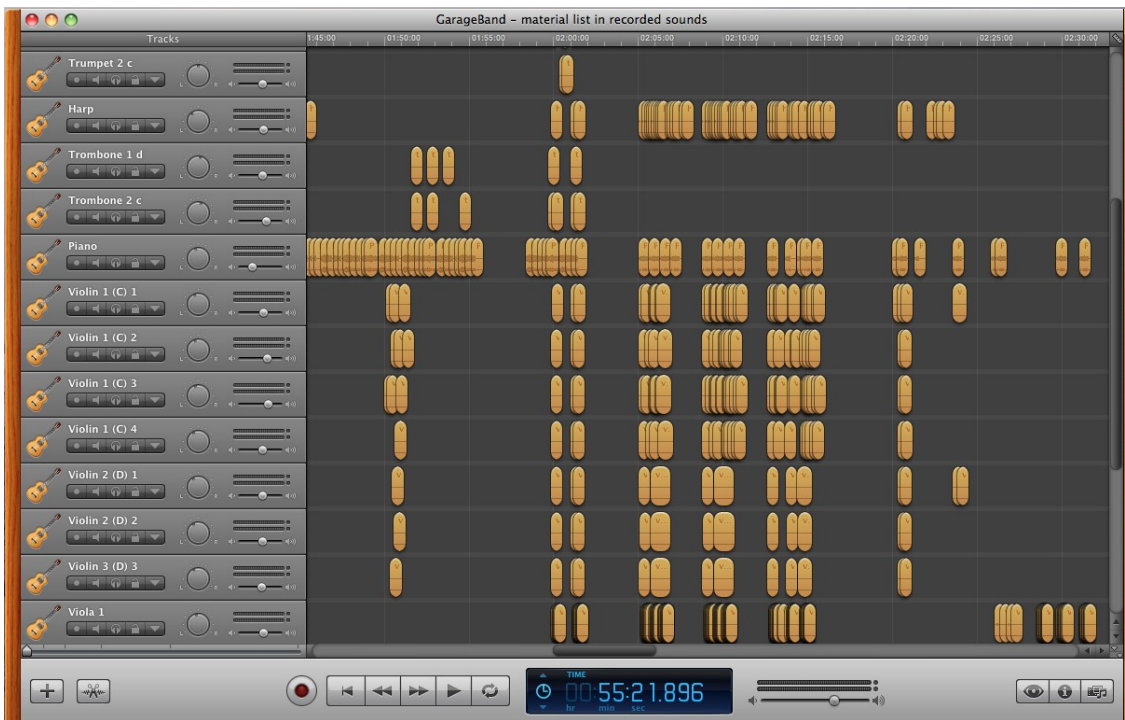 GarageBand – material list in recorded sounds
Tracks
1:45:00 01:50:00 01:55:00 02:00:00 02:05:00 02:10:00 02:15:00 02:20:00 02:25:00 02:30:00
Trumpet 2 c
Harp
Trombone 1 d
Trombone 2 c
Piano
Violin 1 (C) 1
Violin 1 (C) 2
Violin 1 (C) 3
Violin 1 (C) 4
Violin 2 (D) 1
Violin 2 (D) 2
Violin 3 (D) 3
Viola 1
TIME
00:55:21.896
hr min sec